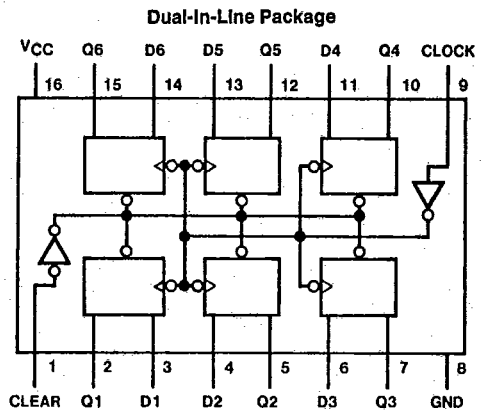 Dual-In-Line Package
VCC Q6 D6 D5 Q5 D4 Q4 CLOCK
16 15 14 13 12 11 10 9
1 2 3 4 5 6 7 8
CLEAR Q1 D1 D2 Q2 D3 Q3 GND